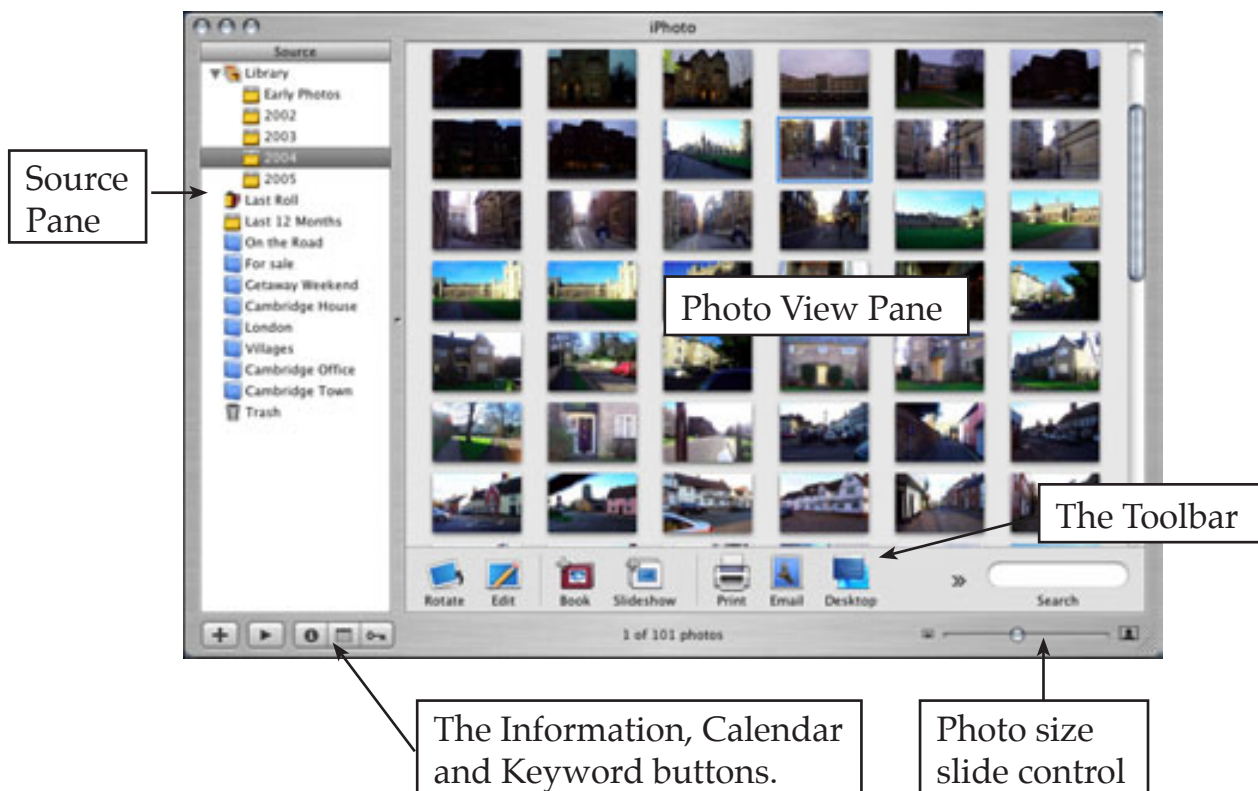 iPhoto
Source
Library
Early Photos
2002
2003
2004
2005
Last Roll
Last 12 Months
On the Road
For sale
Getaway Weekend
Cambridge House
London
Villages
Cambridge Office
Cambridge Town
Trash
Source
Pane
Photo View Pane
The Toolbar
Rotate Edit Book Slideshow Print Email Desktop » Search
1 of 101 photos
The Information, Calendar
and Keyword buttons.
Photo size
slide control